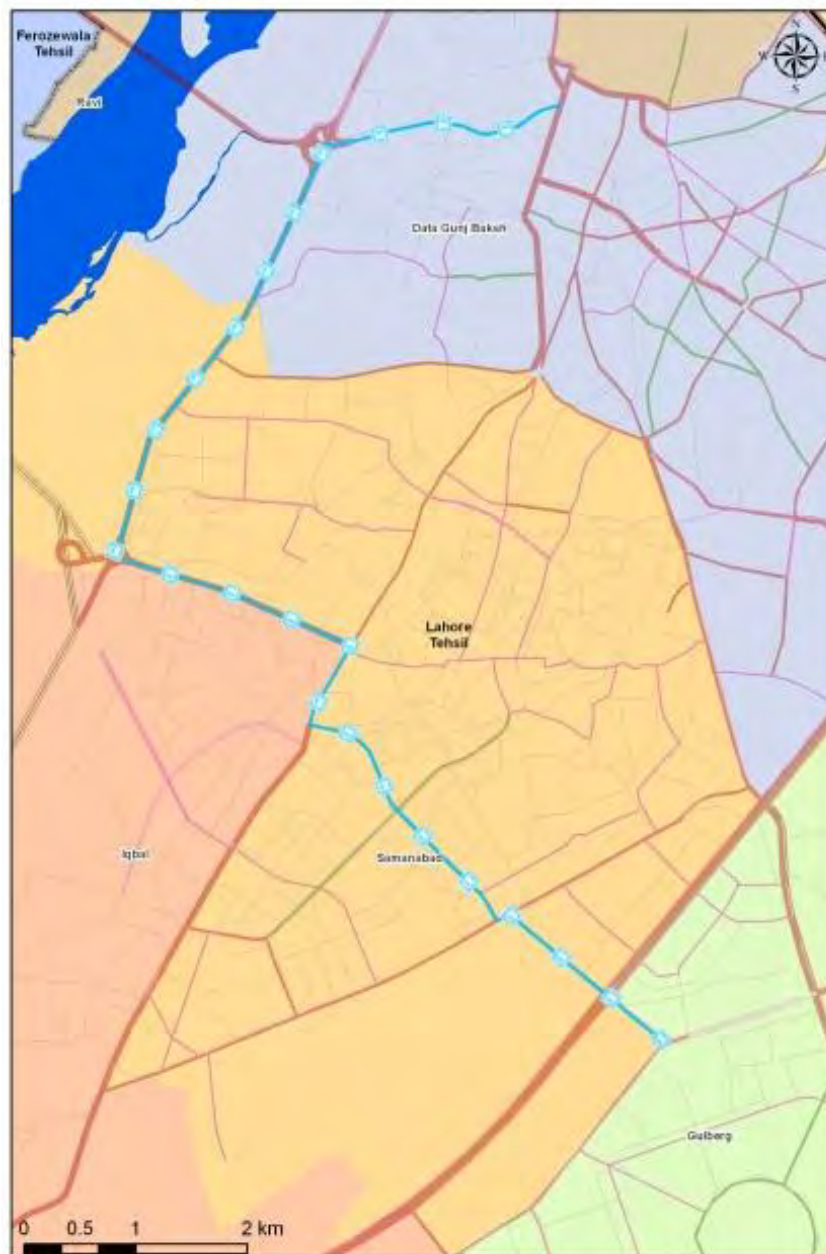 Ferozewala
Tehsil
Ravi
N
W
S
Data Gunj Baksh
Lahore
Tehsil
Iqbal
Samanabad
Gulberg
0 0.5 1 2 km